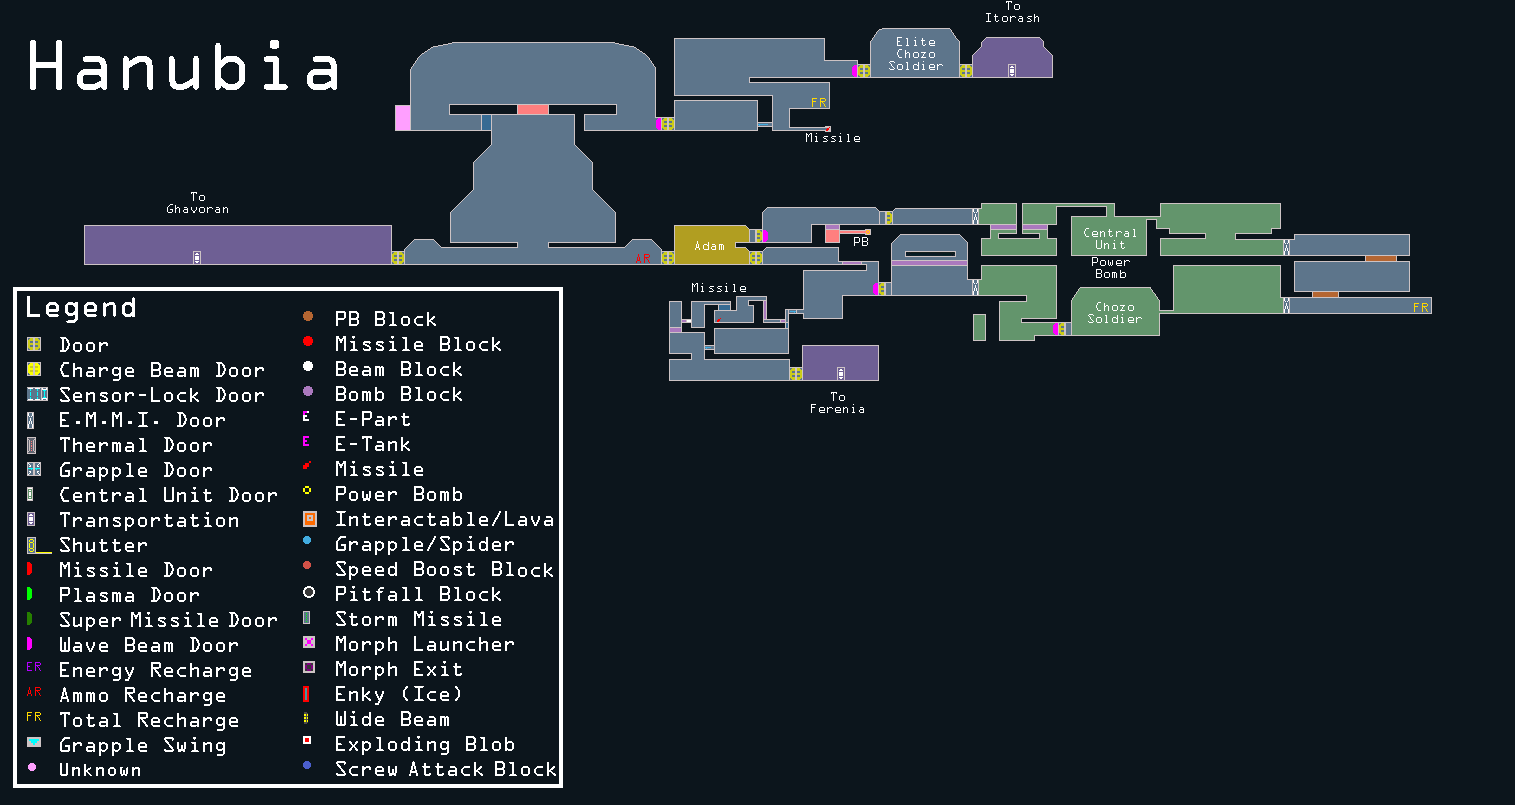 Hanubia
To
Itorash
Elite
Chozo
Soldier
FR
Missile
To
Ghavoran
AR
Adam
PB
Central
Unit
Power
Bomb
Chozo
Soldier
FR
Missile
To
Ferenia
Legend
Door
Charge Beam Door
Sensor-Lock Door
E.M.M.I. Door
Thermal Door
Grapple Door
Central Unit Door
Transportation
Shutter
Missile Door
Plasma Door
Super Missile Door
Wave Beam Door
ER Energy Recharge
AR Ammo Recharge
FR Total Recharge
Grapple Swing
Unknown
PB Block
Missile Block
Beam Block
Bomb Block
E E-Part
E E-Tank
Missile
Power Bomb
Interactable/Lava
Grapple/Spider
Speed Boost Block
Pitfall Block
Storm Missile
Morph Launcher
Morph Exit
Enky (Ice)
Wide Beam
Exploding Blob
Screw Attack Block